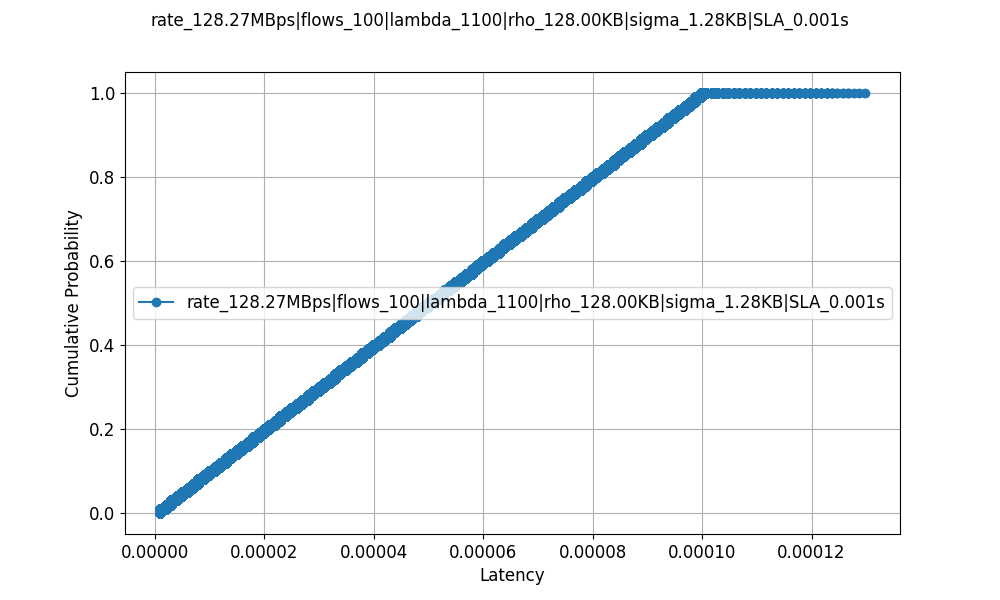 rate_128.27MBps|flows_100|lambda_1100|rho_128.00KB|sigma_1.28KB|SLA_0.001s
1.0
0.8
0.6
0.4
0.2
0.0
Cumulative Probability
rate_128.27MBps|flows_100|lambda_1100|rho_128.00KB|sigma_1.28KB|SLA_0.001s
0.00000 0.00002 0.00004 0.00006 0.00008 0.00010 0.00012
Latency